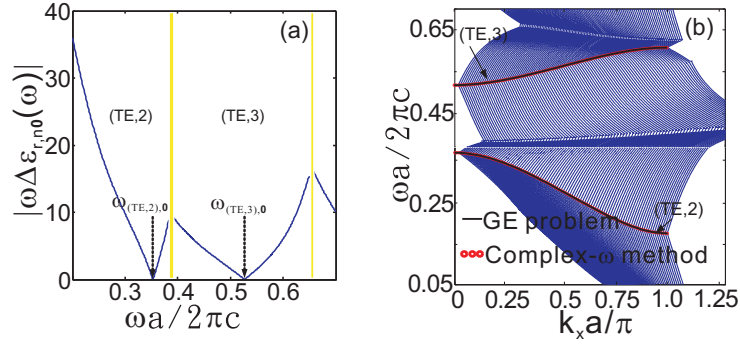 (a)
40
30
20
10
0
|ωΔε_{r,n0}(ω)|
(TE,2)
(TE,3)
ω_{(TE,2),0}
ω_{(TE,3),0}
0.3
0.4
0.5
0.6
ωa/2πc
(b)
0.65
0.45
0.25
0.05
ωa/2πc
(TE,3)
(TE,2)
GE problem
Complex-ω method
0
0.25
0.5
0.75
1.0
1.25
k_xa/π